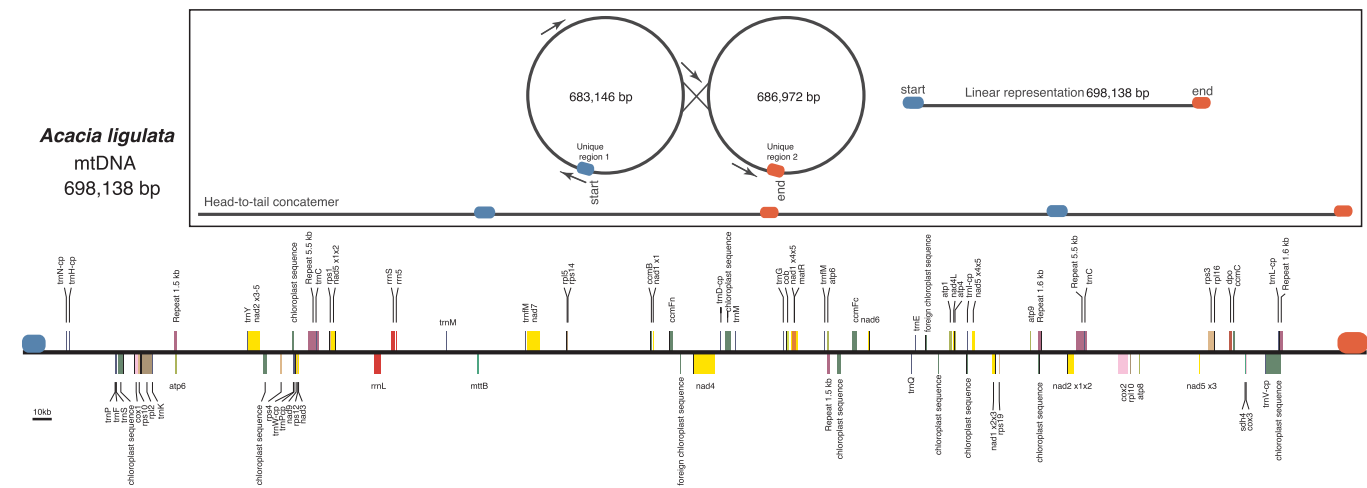 Acacia ligulata
mtDNA
698,138 bp
683,146 bp
686,972 bp
Unique
region 1
Unique
region 2
start
end
start
Linear representation 698,138 bp
end
Head-to-tail concatemer
trnN-cp
trnH-cp
Repeat 1.5 kb
trnY
nad2 x3-5
chloroplast sequence
Repeat 5.5 kb
trnC
rps1
nad5 x1x2
trnS
rrn5
trnM
trnfM
nad7
rpl5
rps14
ccmB
nad1 x1
ccmFn
trnD-cp
chloroplast sequence
trnM
trnG
cob
nad1 x4x5
matR
trnfM
atp6
ccmFc
nad6
trnE
foreign chloroplast sequence
atp1
nad4L
atp4
trnI-cp
nad5 x4x5
atp9
Repeat 1.6 kb
Repeat 5.5 kb
trnC
rps3
rpl16
dpo
ccmC
trnL-cp
Repeat 1.6 kb
10kb
trnP
trnF
trnS
chloroplast sequence
cox1
rps10
rpl2
trnK
atp6
chloroplast sequence
rps4
trnW-cp
trnPcp
nad9
rps12
nad3
rrnL
mttB
foreign chloroplast sequence
nad4
Repeat 1.5 kb
chloroplast sequence
trnQ
chloroplast sequence
chloroplast sequence
nad1 x2x3
rps19
chloroplast sequence
nad2 x1x2
cox2
rpl10
atp8
nad5 x3
sdh4
cox3
trnV-cp
chloroplast sequence